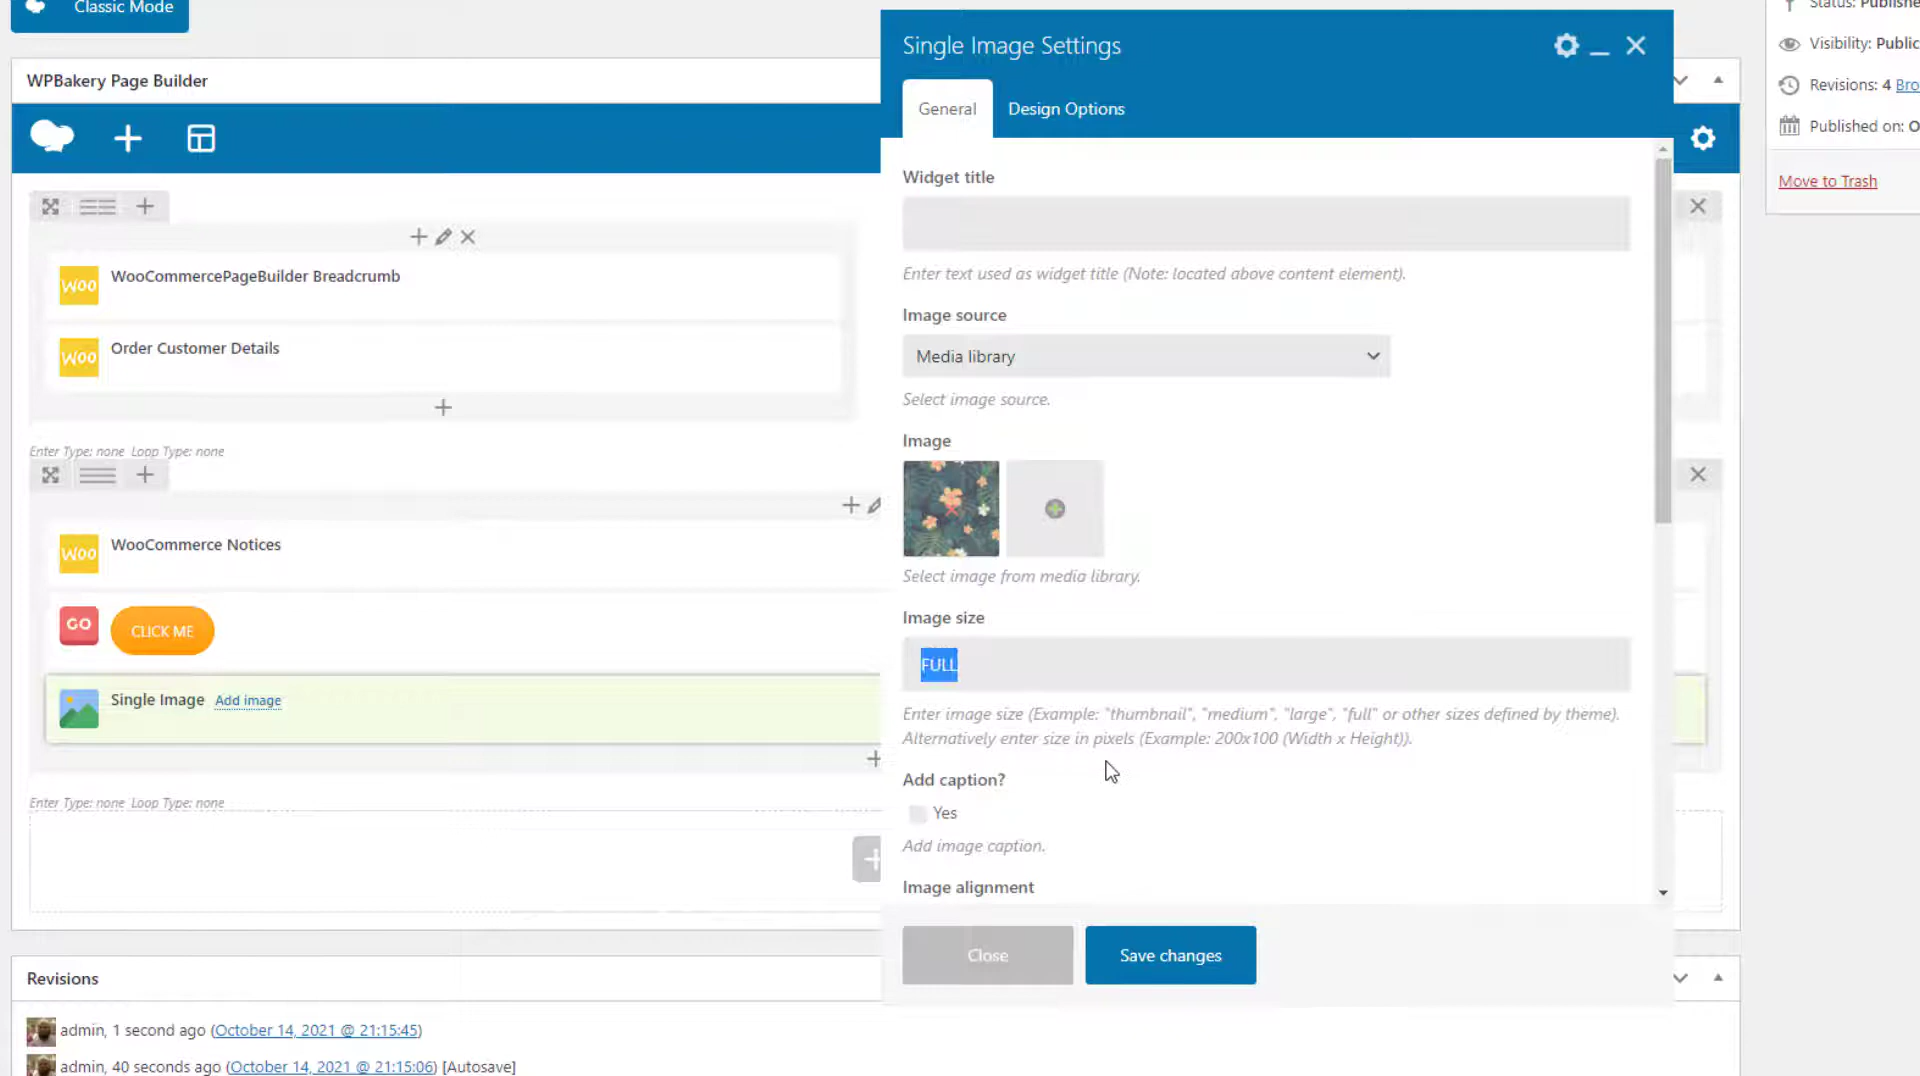 Classic Mode
WPBakery Page Builder
WOO WooCommercePageBuilder Breadcrumb
WOO Order Customer Details
Enter Type: none Loop Type: none
WOO WooCommerce Notices
GO CLICK ME
Single Image Add image
Enter Type: none Loop Type: none
Revisions
admin, 1 second ago (October 14, 2021 @ 21:15:45)
admin, 40 seconds ago (October 14, 2021 @ 21:15:06) [Autosave]
Single Image Settings
General Design Options
Widget title
Enter text used as widget title (Note: located above content element).
Image source
Media library
Select image source.
Image
Select image from media library.
Image size
FULL
Enter image size (Example: "thumbnail", "medium", "large", "full" or other sizes defined by theme).
Alternatively enter size in pixels (Example: 200x100 (Width x Height)).
Add caption?
Yes
Add image caption.
Image alignment
Close Save changes
Status: Publishe
Visibility: Public
Revisions: 4 Bro
Published on: O
Move to Trash